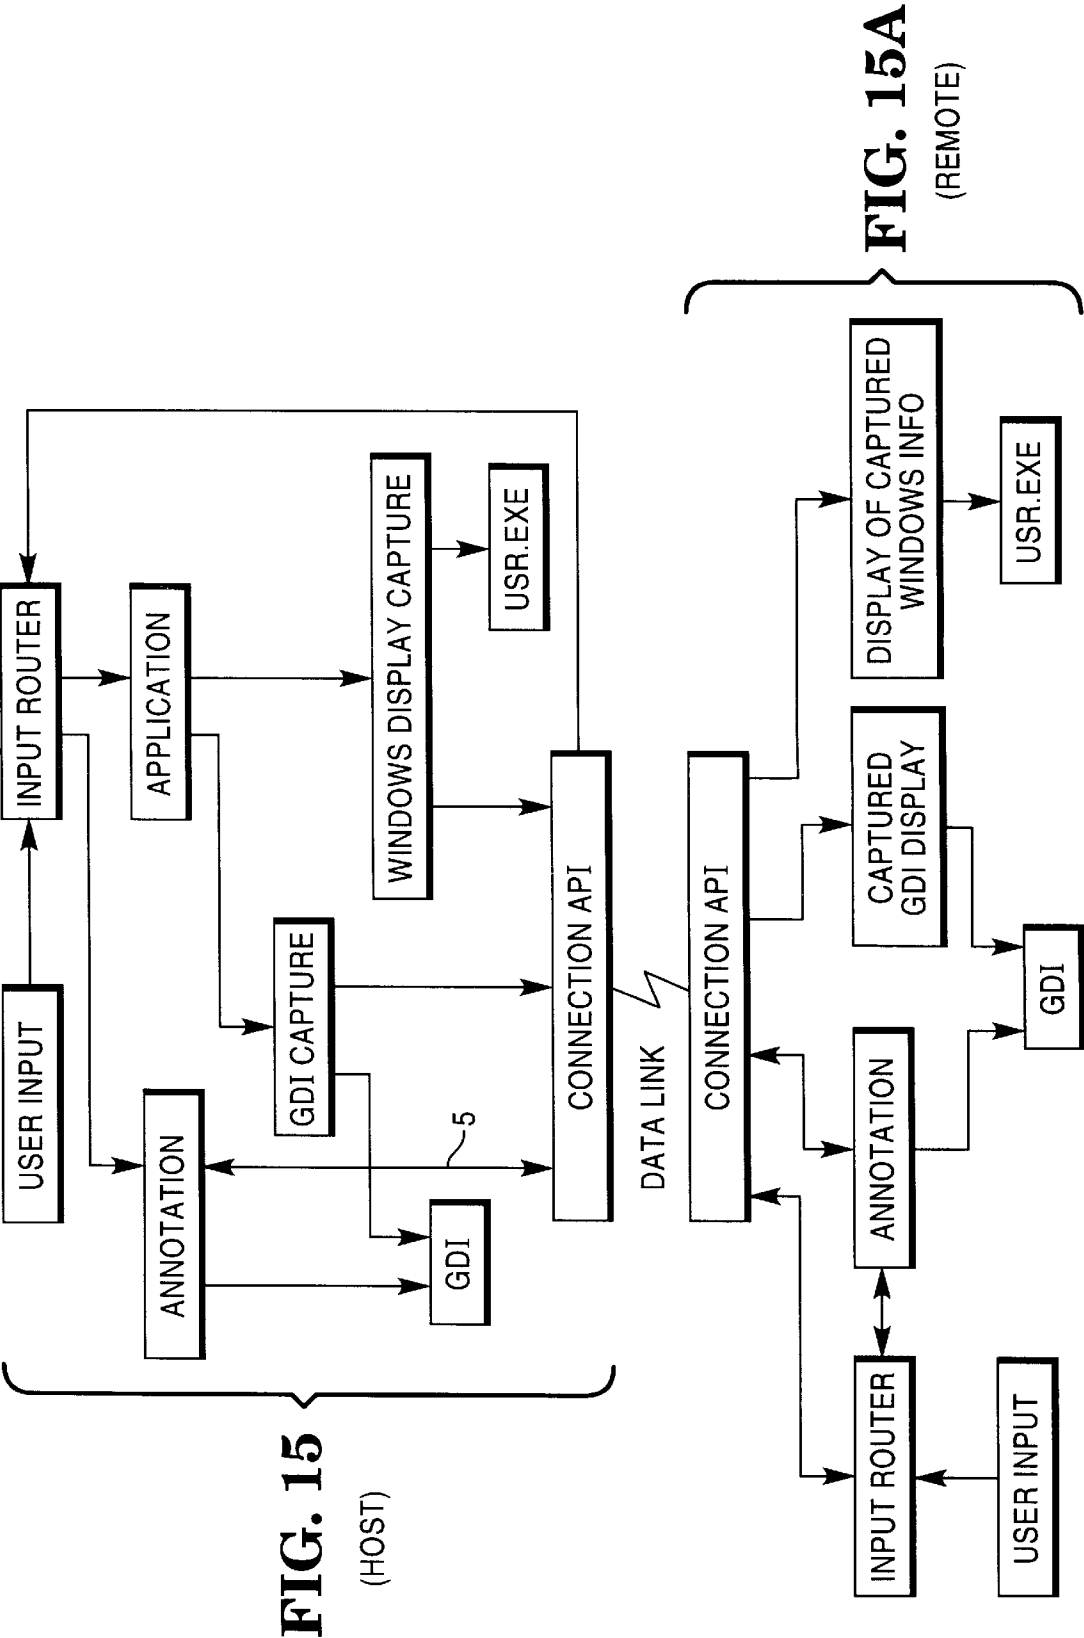 FIG. 15
(HOST)
USER INPUT
INPUT ROUTER
ANNOTATION
APPLICATION
GDI CAPTURE
WINDOWS DISPLAY CAPTURE
GDI
USR.EXE
5
CONNECTION API
DATA LINK
CONNECTION API
INPUT ROUTER
ANNOTATION
CAPTURED
GDI DISPLAY
DISPLAY OF CAPTURED
WINDOWS INFO
USER INPUT
GDI
USR.EXE
FIG. 15A
(REMOTE)